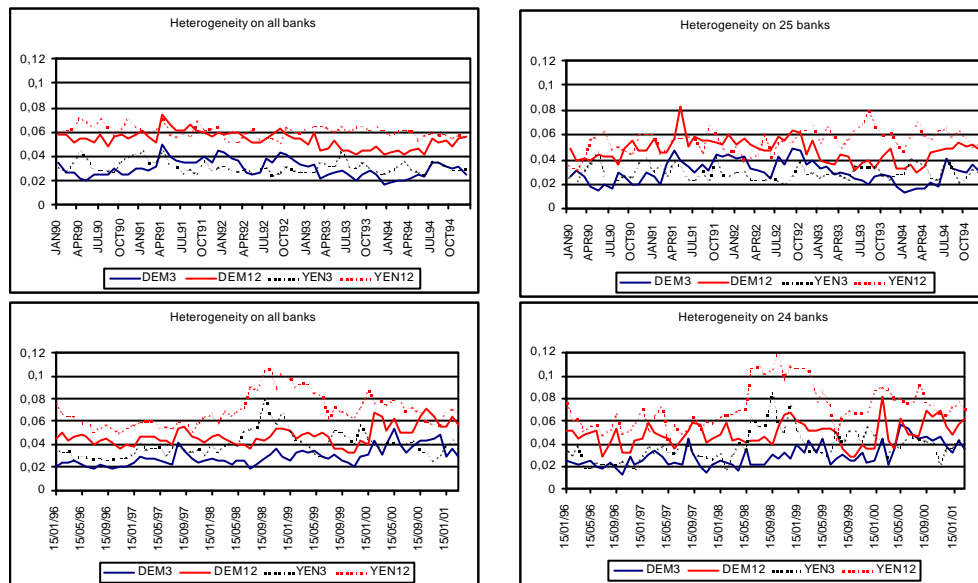 Heterogeneity on all banks
0,12
0,1
0,08
0,06
0,04
0,02
0
JAN90
APR90
JUL90
OCT90
JAN91
APR91
JUL91
OCT91
JAN92
APR92
JUL92
OCT92
JAN93
APR93
JUL93
OCT93
JAN94
APR94
JUL94
OCT94
DEM3 DEM12 YEN3 YEN12
Heterogeneity on 25 banks
0,12
0,1
0,08
0,06
0,04
0,02
0
JAN90
APR90
JUL90
OCT90
JAN91
APR91
JUL91
OCT91
JAN92
APR92
JUL92
OCT92
JAN93
APR93
JUL93
OCT93
JAN94
APR94
JUL94
OCT94
DEM3 DEM12 YEN3 YEN12
Heterogeneity on all banks
0,12
0,1
0,08
0,06
0,04
0,02
0
15/01/96
15/05/96
15/09/96
15/01/97
15/05/97
15/09/97
15/01/98
15/05/98
15/09/98
15/01/99
15/05/99
15/09/99
15/01/00
15/05/00
15/09/00
15/01/01
DEM3 DEM12 YEN3 YEN12
Heterogeneity on 24 banks
0,12
0,1
0,08
0,06
0,04
0,02
0
15/01/96
15/05/96
15/09/96
15/01/97
15/05/97
15/09/97
15/01/98
15/05/98
15/09/98
15/01/99
15/05/99
15/09/99
15/01/00
15/05/00
15/09/00
15/01/01
DEM3 DEM12 YEN3 YEN12